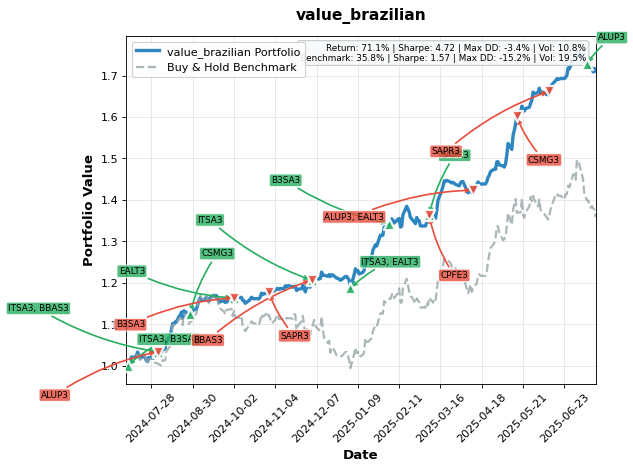 value_brazilian
ALUP3
value_brazilian Portfolio
Buy & Hold Benchmark
Return: 71.1% | Sharpe: 4.72 | Max DD: -3.4% | Vol: 10.8%
Benchmark: 35.8% | Sharpe: 1.57 | Max DD: -15.2% | Vol: 19.5%
1.7
1.6
1.5
1.4
1.3
1.2
1.1
1.0
Portfolio Value
SAPR3
CSMG3
B3SA3
ITSA3
ALUP3, EALT3
CSMG3
ITSA3, EALT3
EALT3
CPFE3
ITSA3, BBAS3
B3SA3
ITSA3, B3SA3
BBAS3
SAPR3
ALUP3
2024-07-28
2024-08-30
2024-10-02
2024-11-04
2024-12-07
2025-01-09
2025-02-11
2025-03-16
2025-04-18
2025-05-21
2025-06-23
Date